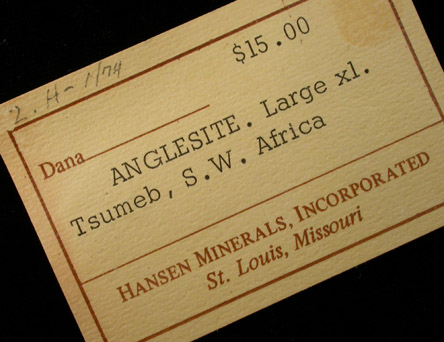 $15.00
2. H - 1/74
Dana
ANGLESITE. Large xl.
Tsumeb, S.W. Africa
HANSEN MINERALS, INCORPORATED
St. Louis, Missouri